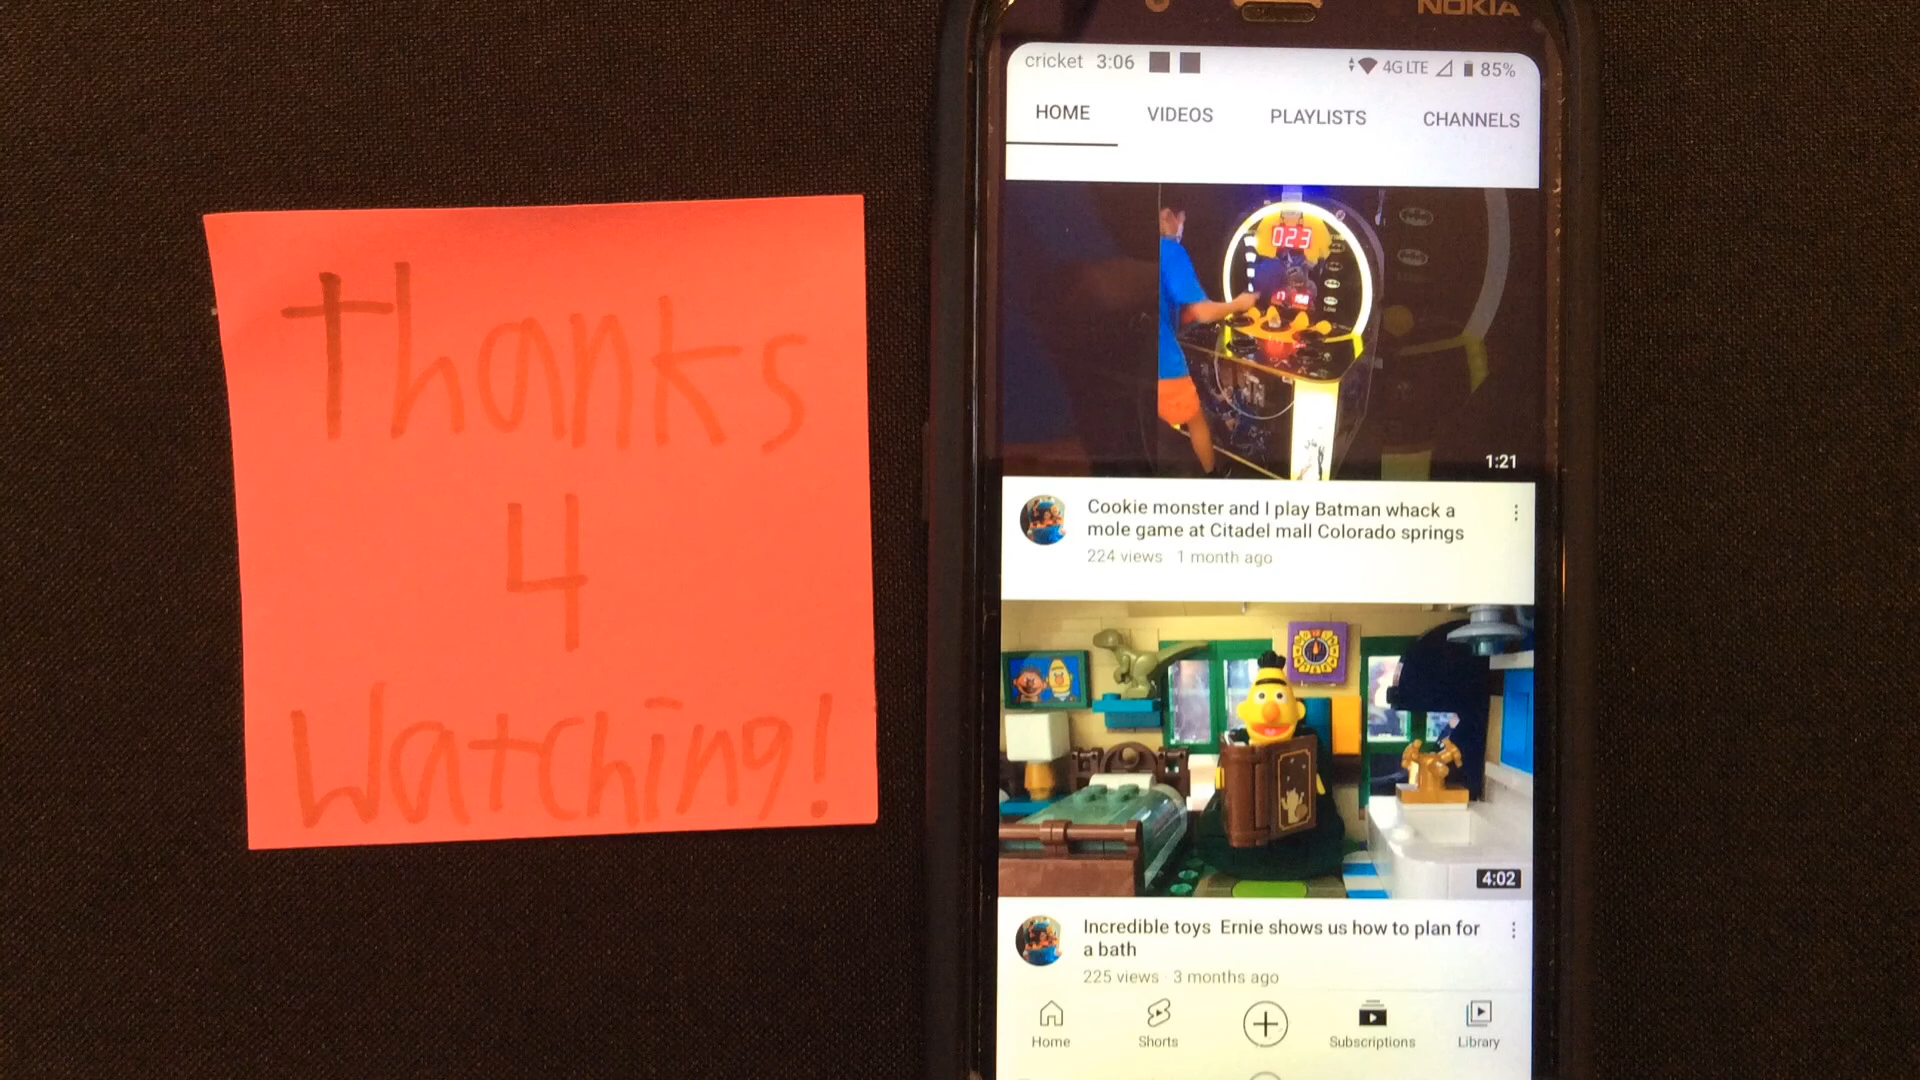 Thanks
4
Watching!
NOKIA
cricket 3:06
4G LTE 85%
HOME VIDEOS PLAYLISTS CHANNELS
023
1:21
Cookie monster and I play Batman whack a
mole game at Citadel mall Colorado springs
224 views 1 month ago
4:02
Incredible toys Ernie shows us how to plan for
a bath
225 views 3 months ago
Home Shorts Subscriptions Library